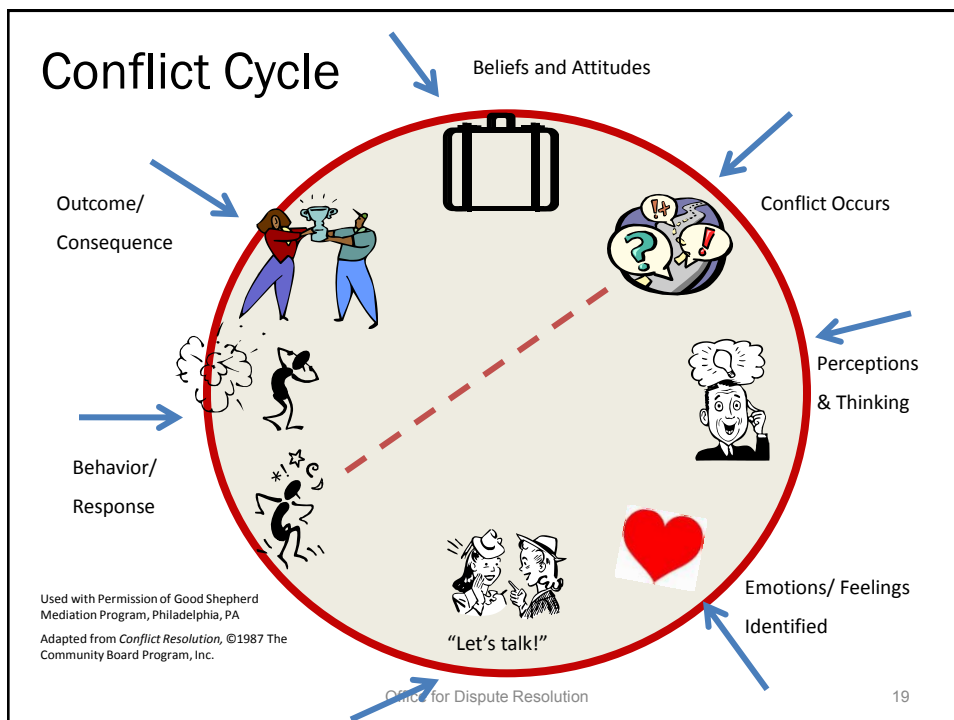 Conflict Cycle
Beliefs and Attitudes
Conflict Occurs
!+
?
!
Perceptions
& Thinking
Emotions/ Feelings
Identified
“Let’s talk!”
Behavior/
Response
*!
Outcome/
Consequence
Used with Permission of Good Shepherd
Mediation Program, Philadelphia, PA
Adapted from Conflict Resolution, ©1987 The
Community Board Program, Inc.
Office for Dispute Resolution
19